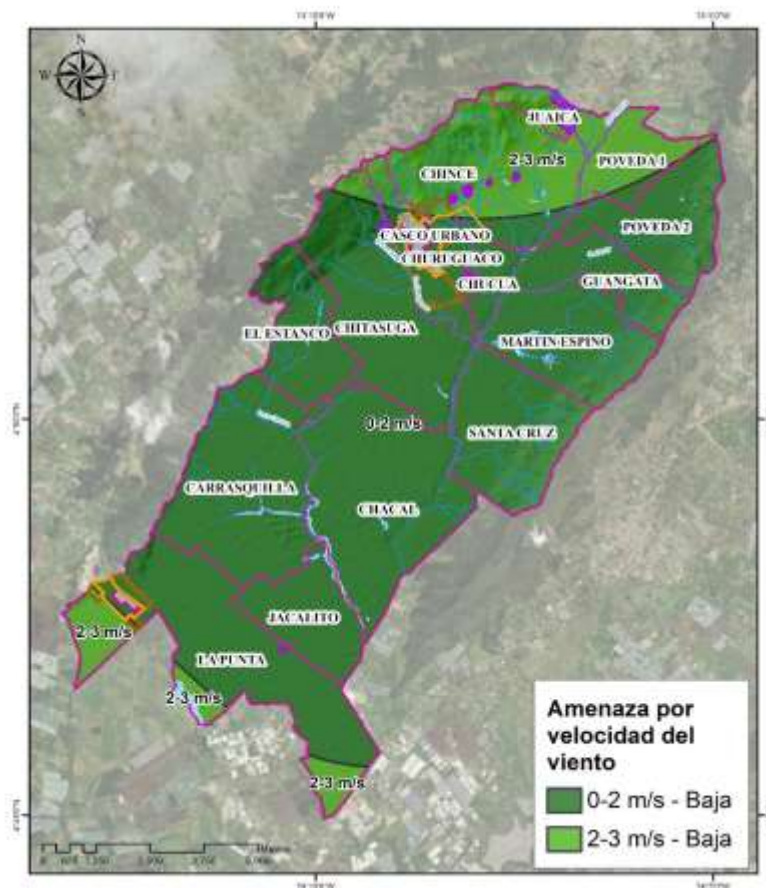 N
W
JUAICA
2-3 m/s
POVEDA 1
CHINCE
POVEDA 2
CASCO URBANO
CHURUGUACO
CHUCUA
GUANGATA
EL ESTANCO
CHITASUGA
MARTIN ESPINO
0-2 m/s
SANTA CRUZ
CARRASQUILLA
CHACAL
2-3 m/s
JACALITO
LA PUNTA
2-3 m/s
2-3 m/s
Amenaza por
velocidad del
viento
0-2 m/s - Baja
2-3 m/s - Baja